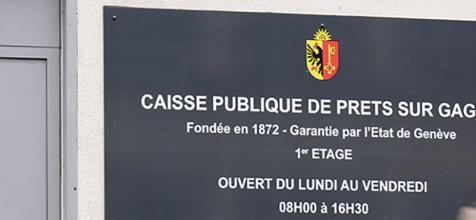 CAISSE PUBLIQUE DE PRETS SUR GAG
Fondée en 1872 - Garantie par l'Etat de Genève
1er ETAGE
OUVERT DU LUNDI AU VENDREDI
08H00 à 16H30